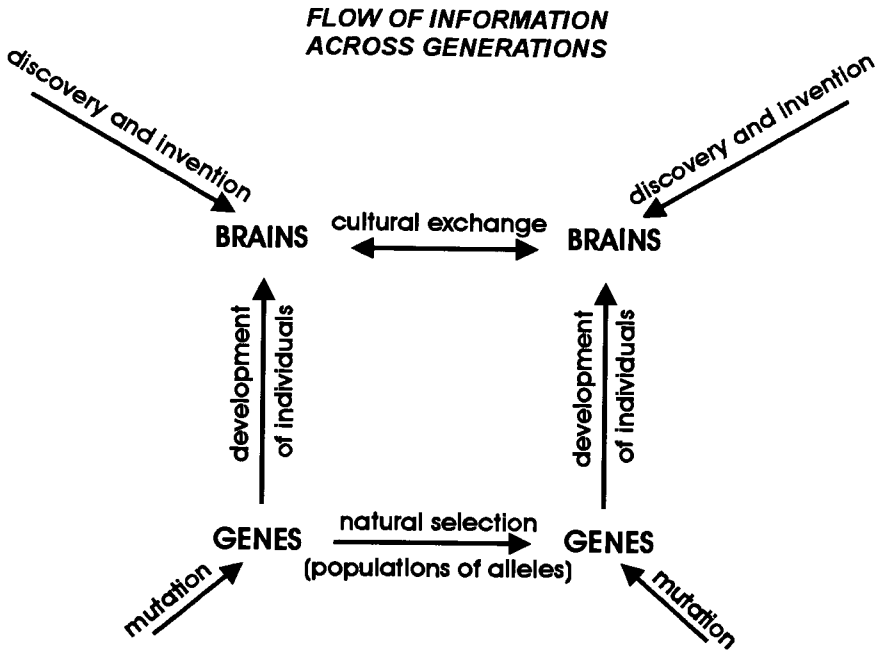 FLOW OF INFORMATION
ACROSS GENERATIONS
discovery and invention
discovery and invention
BRAINS
cultural exchange
BRAINS
development
of individuals
development
of individuals
GENES
natural selection
(populations of alleles)
GENES
mutation
mutation